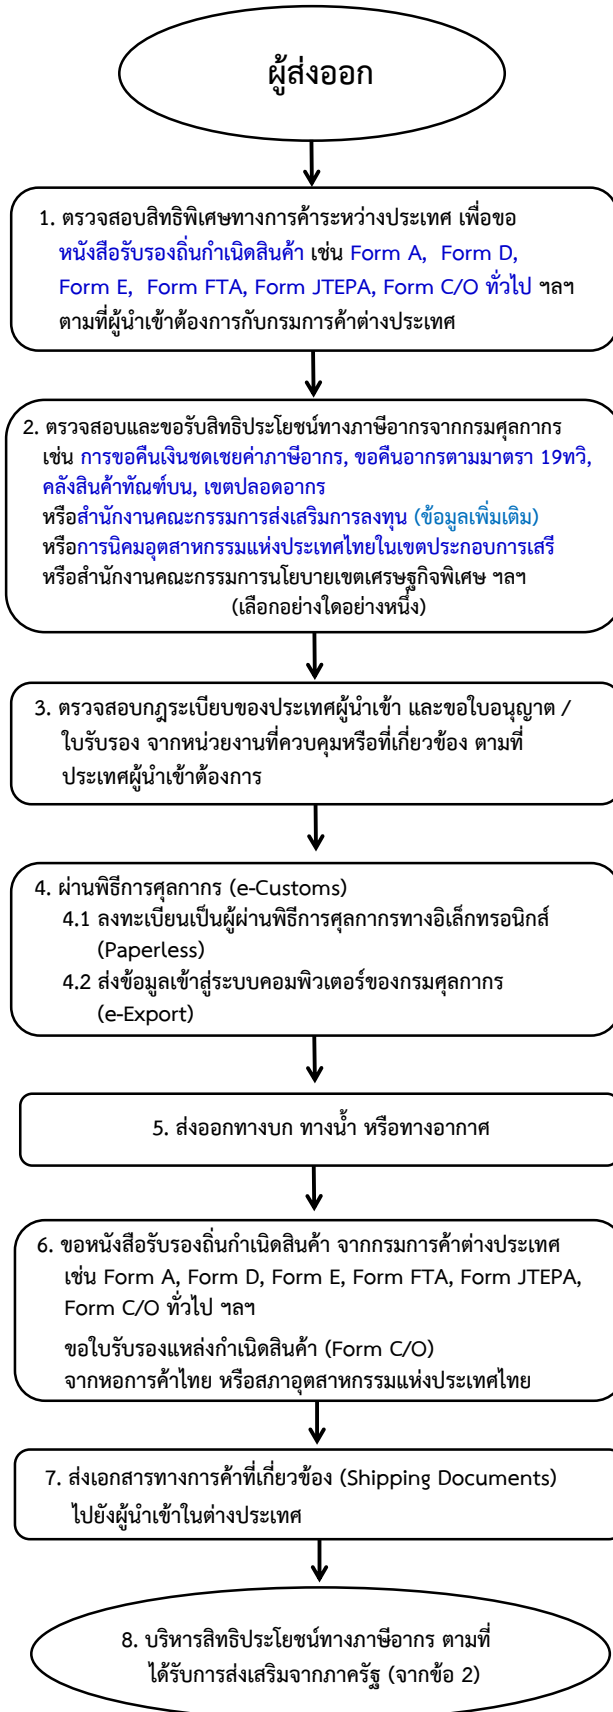 ผู้ส่งออก
1. ตรวจสอบสิทธิพิเศษทางการค้าระหว่างประเทศ เพื่อขอ
หนังสือรับรองถิ่นกำเนิดสินค้า เช่น Form A, Form D,
Form E, Form FTA, Form JTEPA, Form C/O ทั่วไป ฯลฯ
ตามที่ผู้นำเข้าต้องการกับกรมการค้าต่างประเทศ
2. ตรวจสอบและขอรับสิทธิประโยชน์ทางภาษีอากรจากกรมศุลกากร
เช่น การขอคืนเงินชดเชยค่าภาษีอากร, ขอคืนอากรตามมาตรา 19ทวิ,
คลังสินค้าทัณฑ์บน, เขตปลอดอากร
หรือสำนักงานคณะกรรมการส่งเสริมการลงทุน (ข้อมูลเพิ่มเติม)
หรือการนิคมอุตสาหกรรมแห่งประเทศไทยในเขตประกอบการเสรี
หรือสำนักงานคณะกรรมการนโยบายเขตเศรษฐกิจพิเศษ ฯลฯ
(เลือกอย่างใดอย่างหนึ่ง)
3. ตรวจสอบกฎระเบียบของประเทศผู้นำเข้า และขอใบอนุญาต /
ใบรับรอง จากหน่วยงานที่ควบคุมหรือที่เกี่ยวข้อง ตามที่
ประเทศผู้นำเข้าต้องการ
4. ผ่านพิธีการศุลกากร (e-Customs)
4.1 ลงทะเบียนเป็นผู้ผ่านพิธีการศุลกากรทางอิเล็กทรอนิกส์
(Paperless)
4.2 ส่งข้อมูลเข้าสู่ระบบคอมพิวเตอร์ของกรมศุลกากร
(e-Export)
5. ส่งออกทางบก ทางน้ำ หรือทางอากาศ
6. ขอหนังสือรับรองถิ่นกำเนิดสินค้า จากกรมการค้าต่างประเทศ
เช่น Form A, Form D, Form E, Form FTA, Form JTEPA,
Form C/O ทั่วไป ฯลฯ
ขอใบรับรองแหล่งกำเนิดสินค้า (Form C/O)
จากหอการค้าไทย หรือสภาอุตสาหกรรมแห่งประเทศไทย
7. ส่งเอกสารทางการค้าที่เกี่ยวข้อง (Shipping Documents)
ไปยังผู้นำเข้าในต่างประเทศ
8. บริหารสิทธิประโยชน์ทางภาษีอากร ตามที่
ได้รับการส่งเสริมจากภาครัฐ (จากข้อ 2)